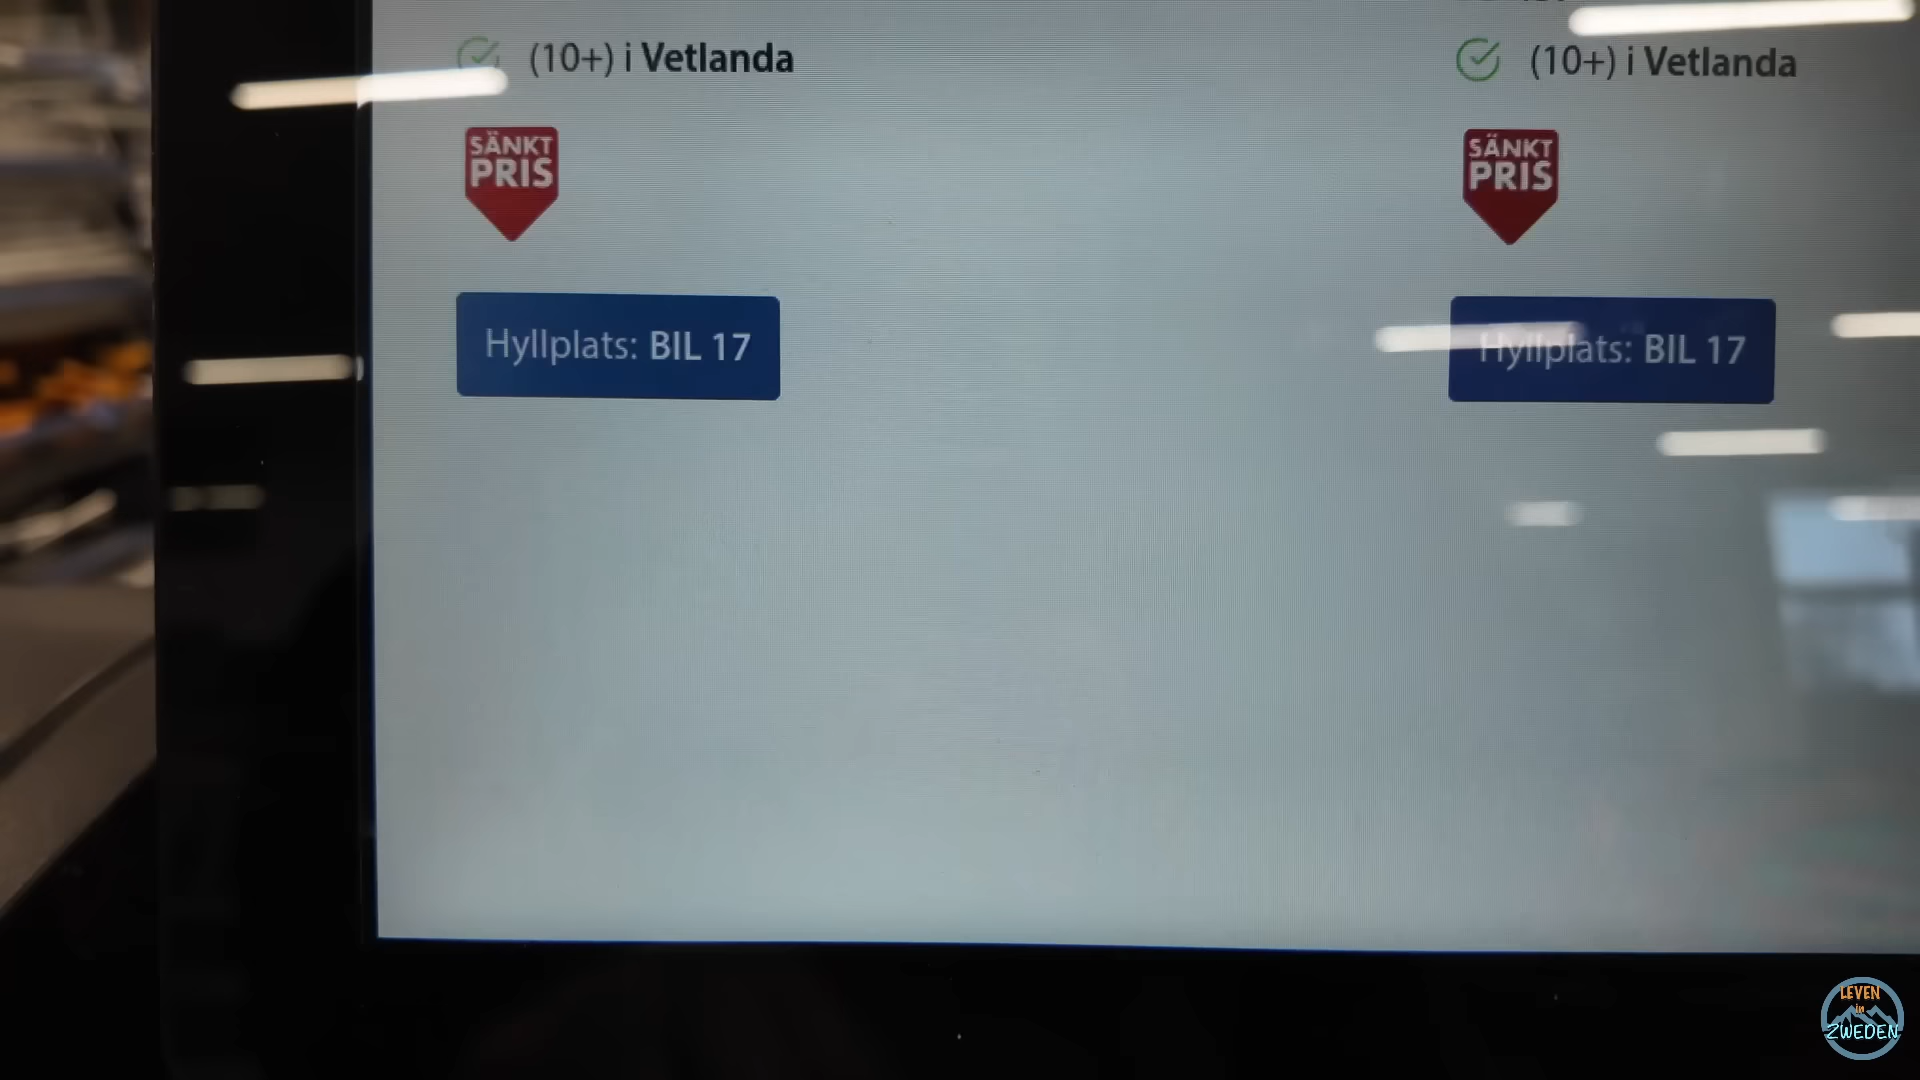 (10+) i Vetlanda
SÄNKT
PRIS
Hyllplats: BIL 17
(10+) i Vetlanda
SÄNKT
PRIS
Hyllplats: BIL 17
LEVEN
in
ZWEDEN